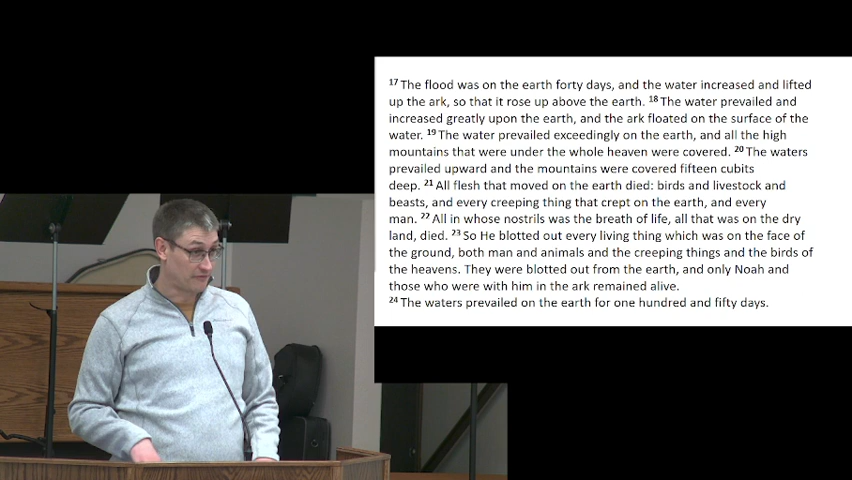 17 The flood was on the earth forty days, and the water increased and lifted
up the ark, so that it rose up above the earth. 18 The water prevailed and
increased greatly upon the earth, and the ark floated on the surface of the
water. 19 The water prevailed exceedingly on the earth, and all the high
mountains that were under the whole heaven were covered. 20 The waters
prevailed upward and the mountains were covered fifteen cubits
deep. 21 All flesh that moved on the earth died: birds and livestock and
beasts, and every creeping thing that crept on the earth, and every
man. 22 All in whose nostrils was the breath of life, all that was on the dry
land, died. 23 So He blotted out every living thing which was on the face of
the ground, both man and animals and the creeping things and the birds of
the heavens. They were blotted out from the earth, and only Noah and
those who were with him in the ark remained alive.
24 The waters prevailed on the earth for one hundred and fifty days.